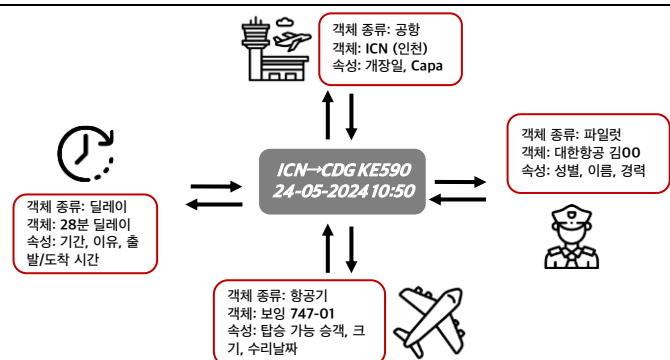 객체 종류: 공항
객체: ICN (인천)
속성: 개장일, Capa
객체 종류: 파일럿
객체: 대한항공 김00
속성: 성별, 이름, 경력
ICN→CDG KE590
24-05-2024 10:50
객체 종류: 딜레이
객체: 28분 딜레이
속성: 기간, 이유, 출
발/도착 시간
객체 종류: 항공기
객체: 보잉 747-01
속성: 탑승 가능 승객, 크
기, 수리날짜